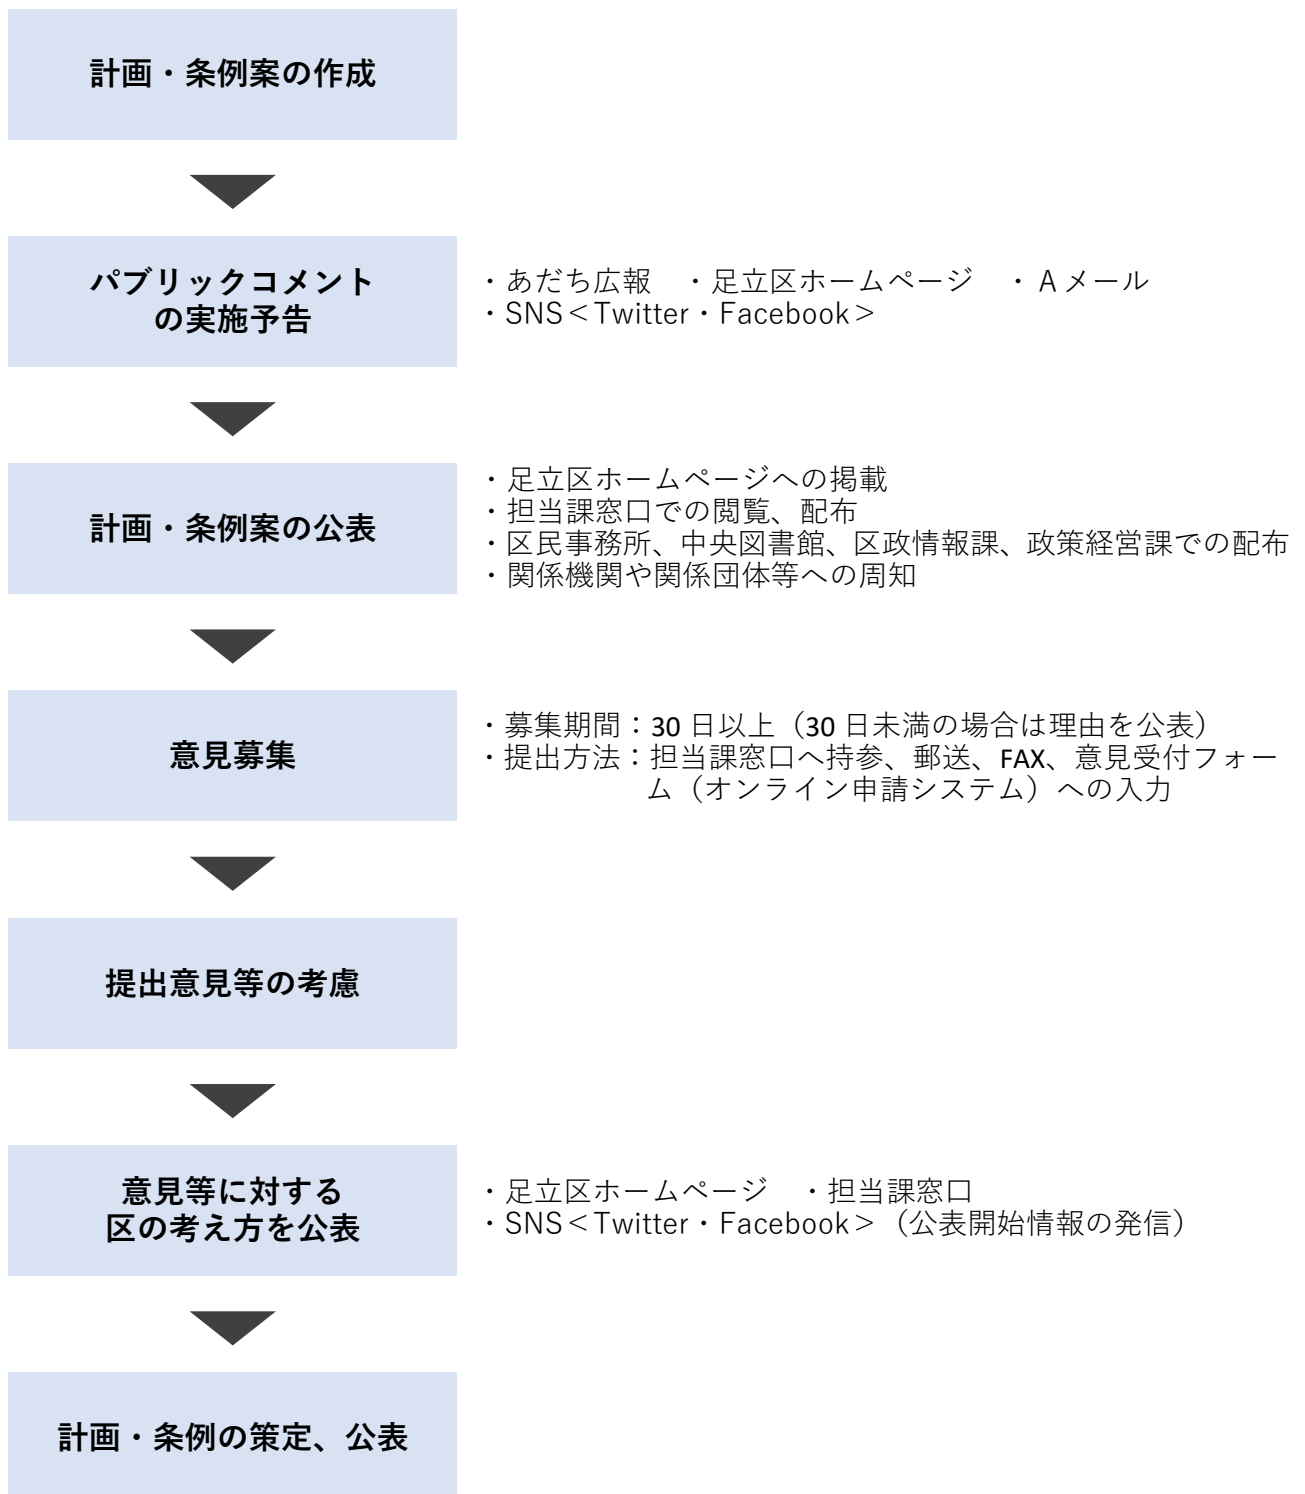 計画・条例案の作成
パブリックコメント
の実施予告
・あだち広報　・足立区ホームページ　・Ａメール
・SNS＜Twitter・Facebook＞
計画・条例案の公表
・足立区ホームページへの掲載
・担当課窓口での閲覧、配布
・区民事務所、中央図書館、区政情報課、政策経営課での配布
・関係機関や関係団体等への周知
意見募集
・募集期間：30 日以上（30 日未満の場合は理由を公表）
・提出方法：担当課窓口へ持参、郵送、FAX、意見受付フォー
ム（オンライン申請システム）への入力
提出意見等の考慮
意見等に対する
区の考え方を公表
・足立区ホームページ　・担当課窓口
・SNS＜Twitter・Facebook＞（公表開始情報の発信）
計画・条例の策定、公表